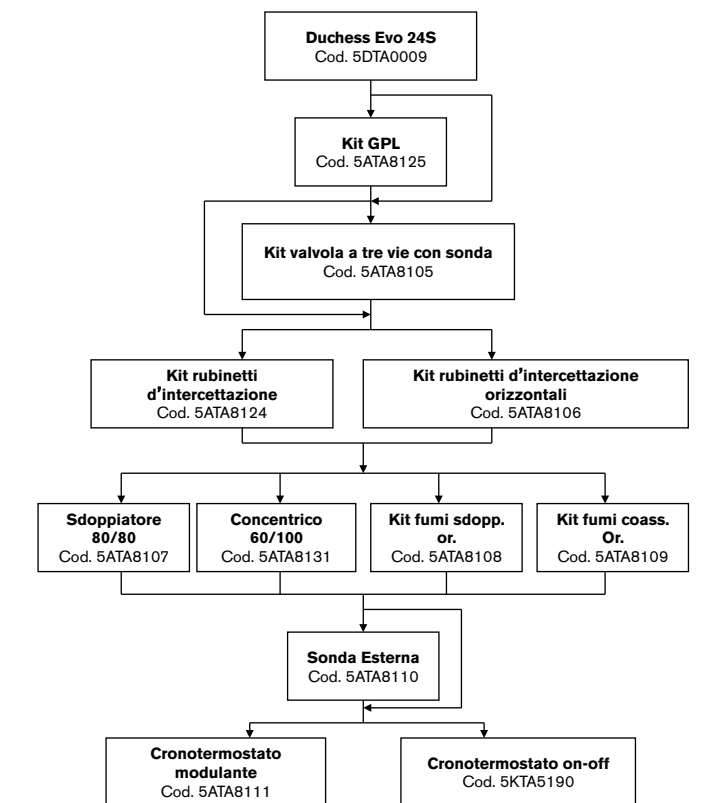 Duchess Evo 24S
Cod. 5DTA0009
Kit GPL
Cod. 5ATA8125
Kit valvola a tre vie con sonda
Cod. 5ATA8105
Kit rubinetti
d'intercettazione
Cod. 5ATA8124
Kit rubinetti d'intercettazione
orizzontali
Cod. 5ATA8106
Sdoppiatore
80/80
Cod. 5ATA8107
Concentrico
60/100
Cod. 5ATA8131
Kit fumi sdopp.
or.
Cod. 5ATA8108
Kit fumi coass.
Or.
Cod. 5ATA8109
Sonda Esterna
Cod. 5ATA8110
Cronotermostato
modulante
Cod. 5ATA8111
Cronotermostato on-off
Cod. 5KTA5190